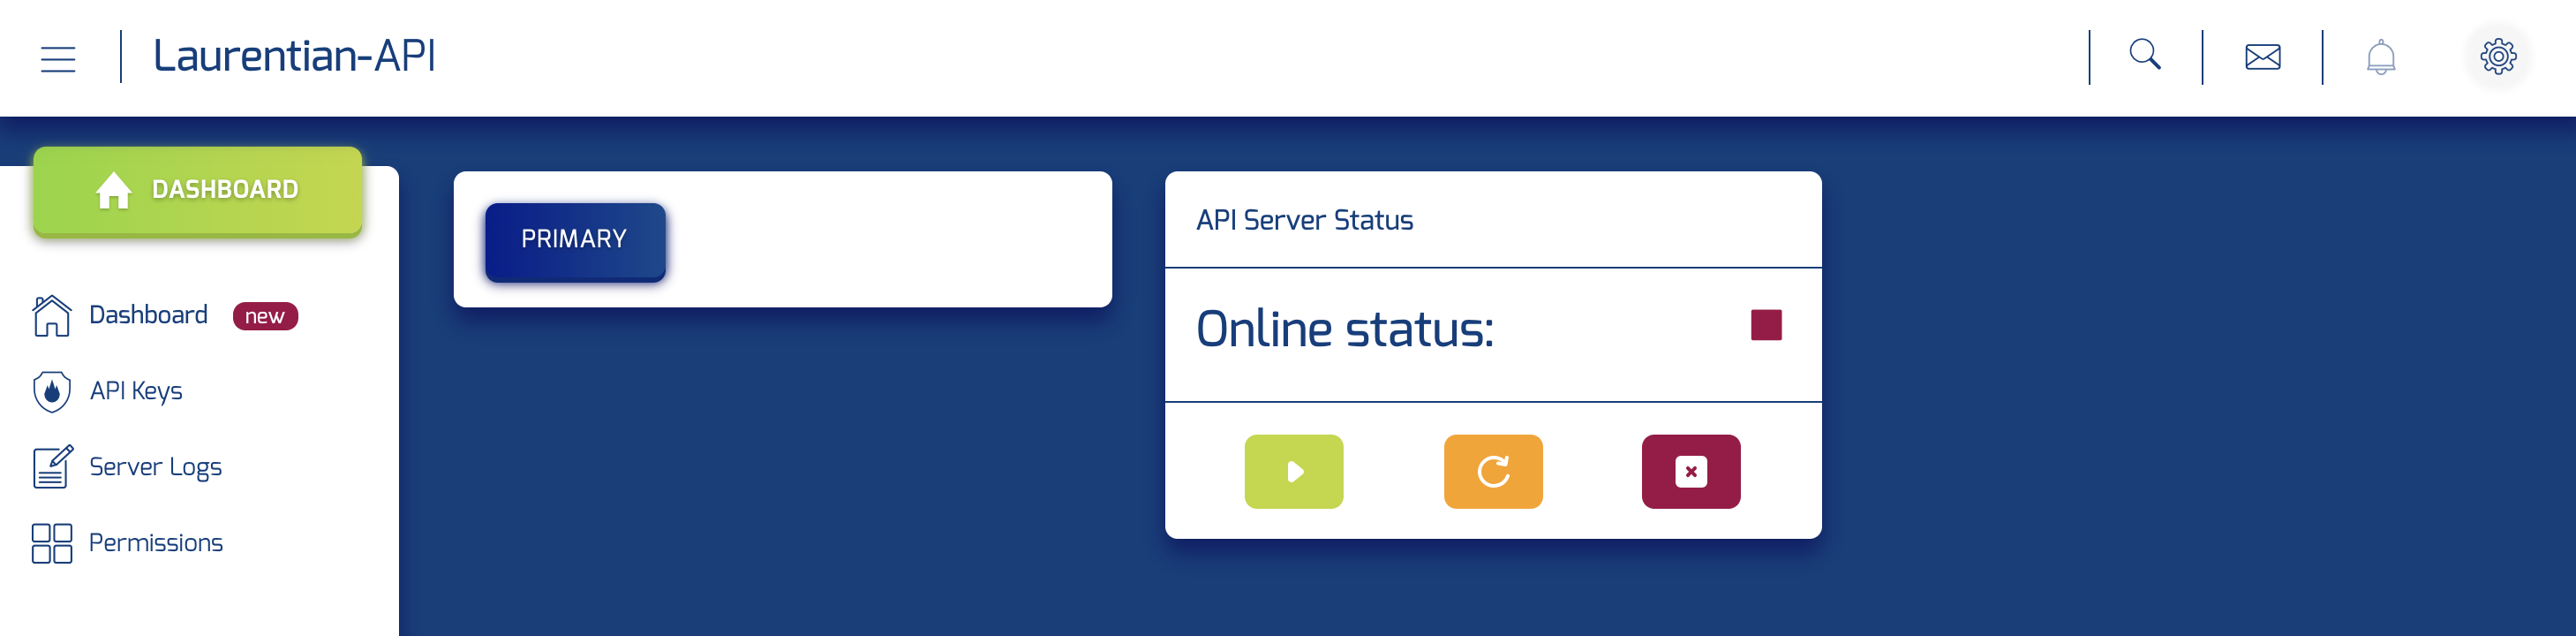 Laurentian-API
DASHBOARD
Dashboard new
API Keys
Server Logs
Permissions
PRIMARY
API Server Status
Online status: